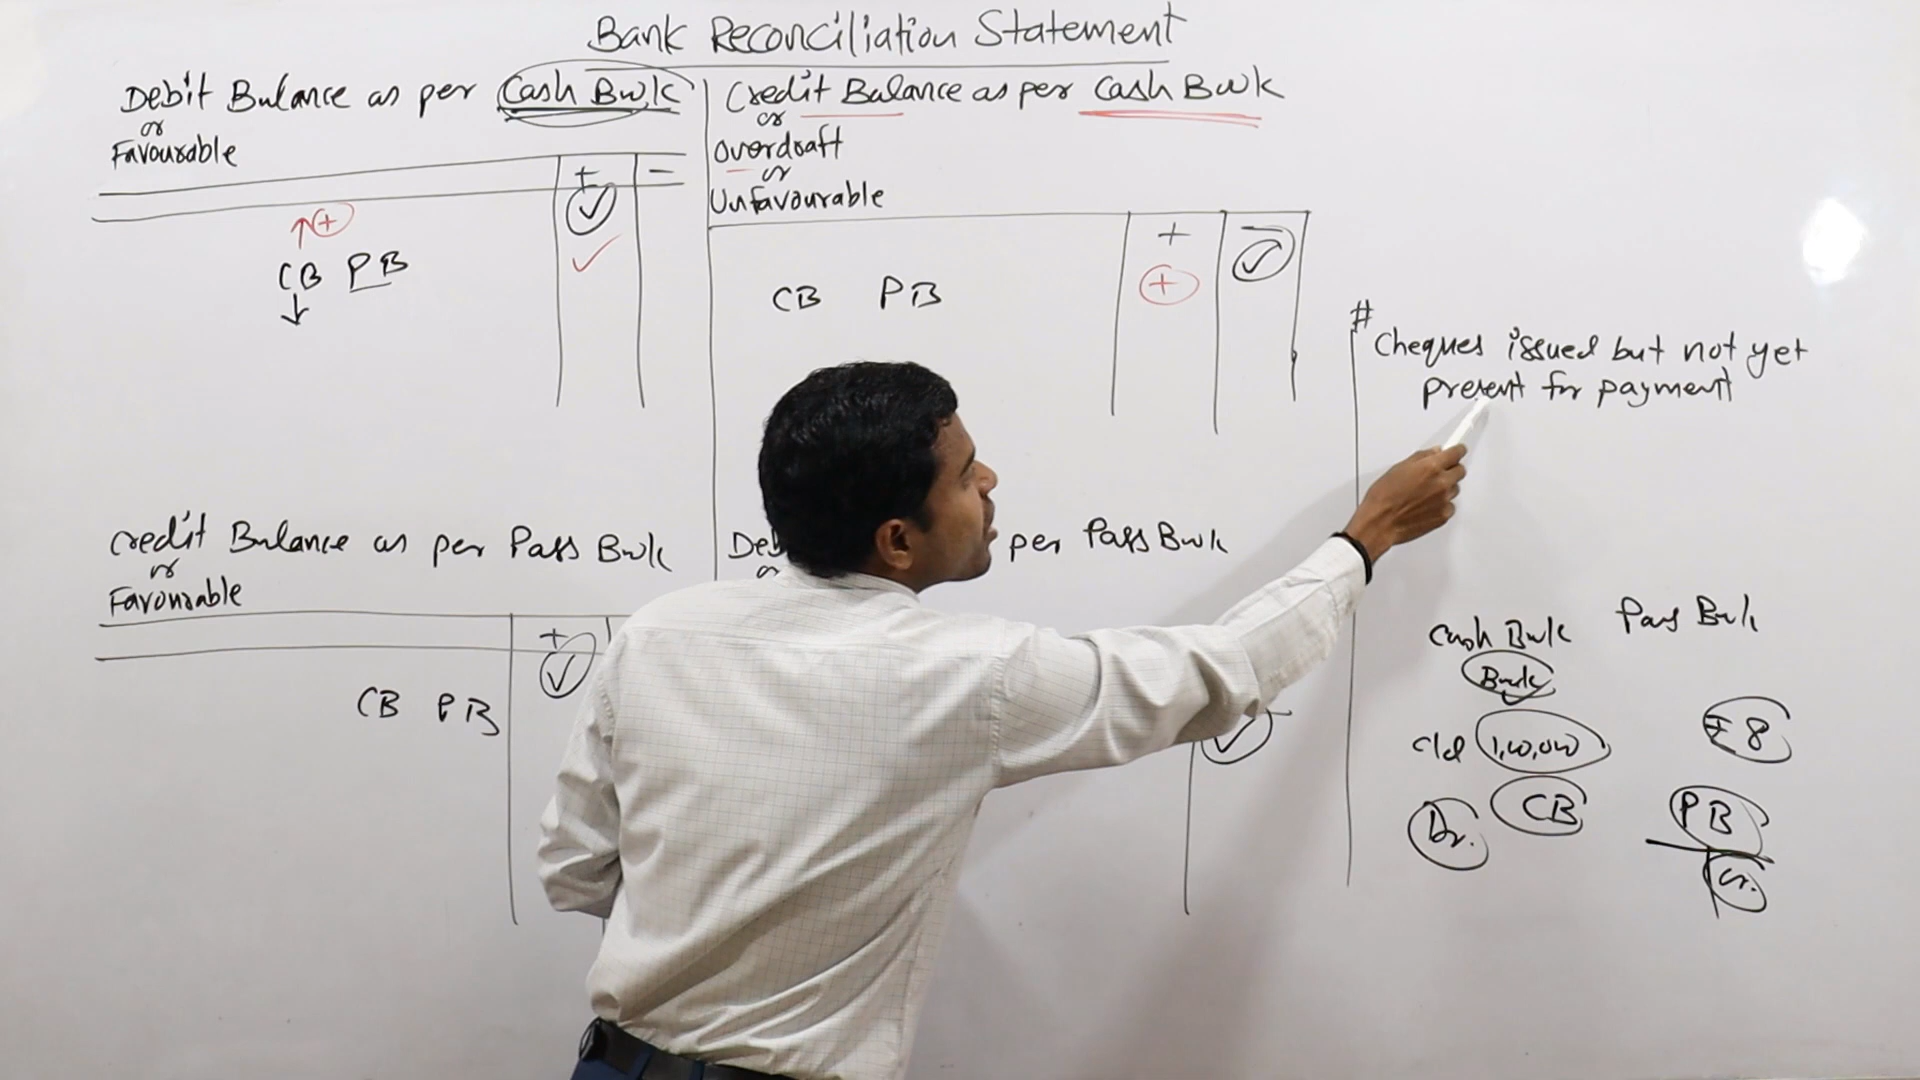 Bank Reconciliation Statement
Debit Balance as per Cash Book
or
Favourable
+ -
+
CB PB
Credit Balance as per Cash Book
or
Overdraft
or
Unfavourable
+ -
+
CB PB
# Cheques issued but not yet
present for payment
Credit Balance as per Pass Book
or
Favourable
+
CB PB
per Pass Book
or
-
Cash Book Pass Book
Bank
c/d 1,00,000
8
Dr. CB PB
Cr.